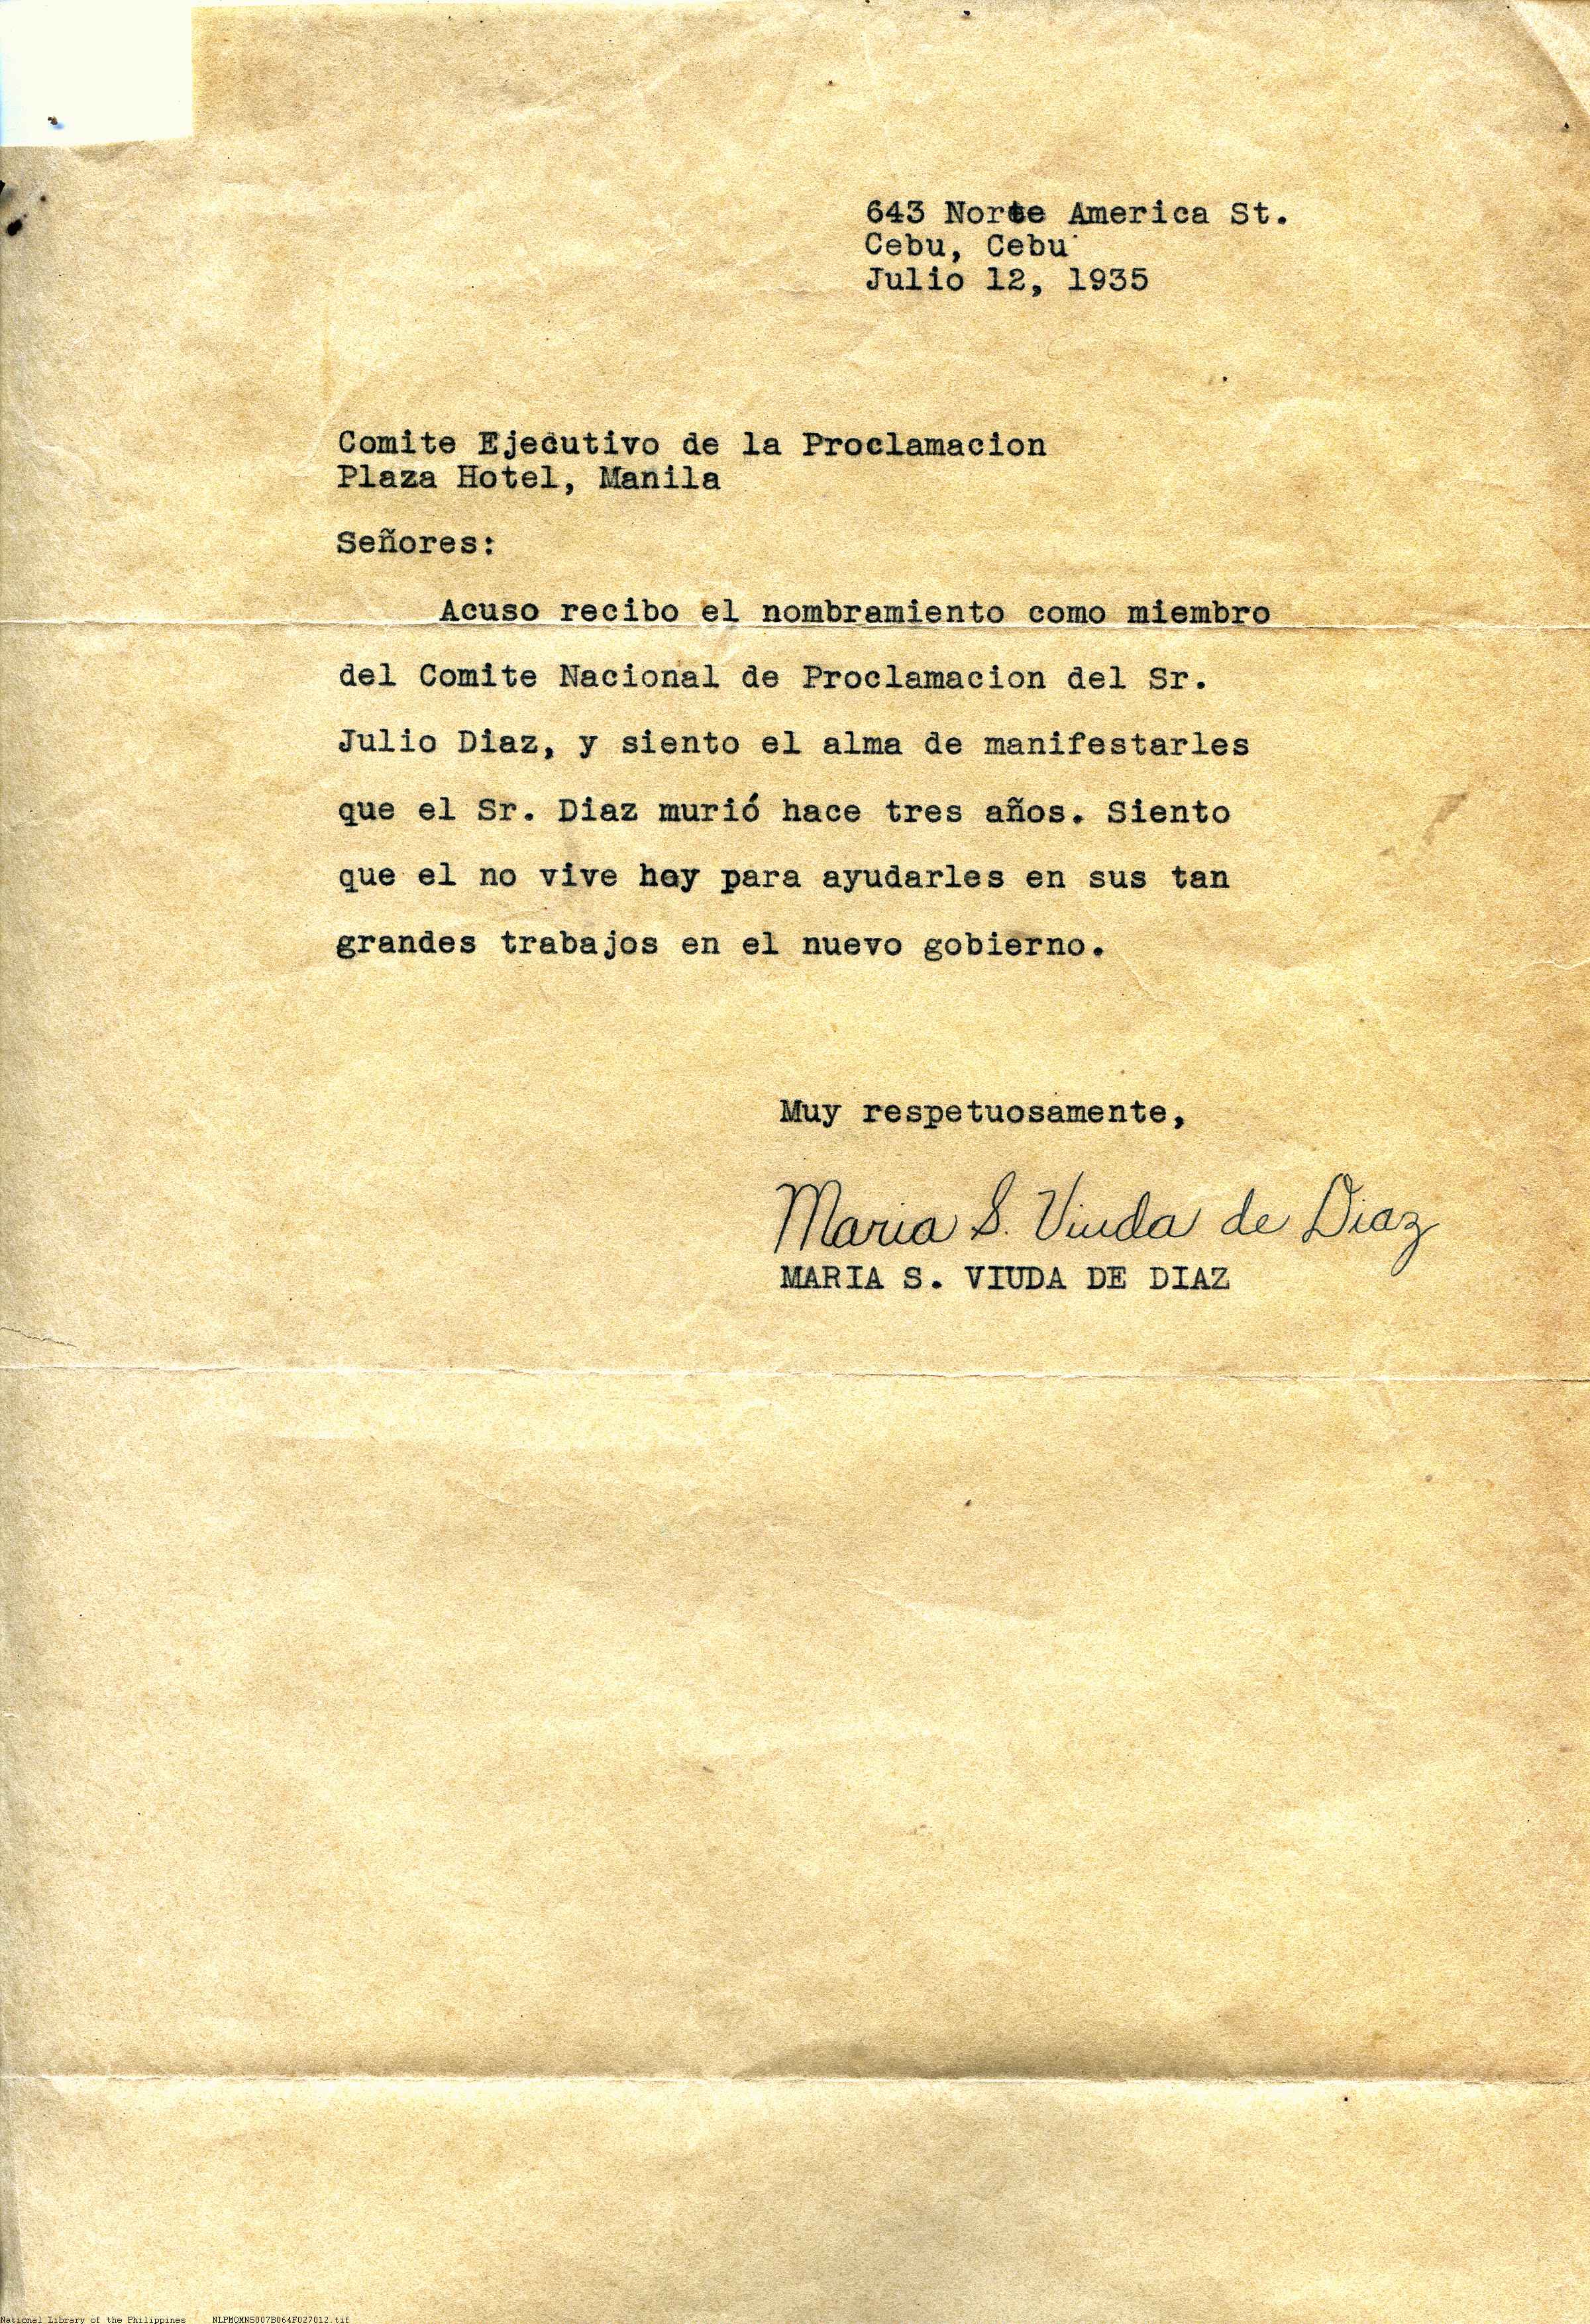 643 Norte America St.
Cebu, Cebu
Julio 12, 1935
Comite Ejecutivo de la Proclamacion
Plaza Hotel, Manila
Señores:
Acuso recibo el nombramiento como miembro
del Comite Nacional de Proclamacion del Sr.
Julio Diaz, y siento el alma de manifestarles
que el Sr. Diaz murió hace tres años. Siento
que el no vive hoy para ayudarles en sus tan
grandes trabajos en el nuevo gobierno.
Muy respetuosamente,
Maria S. Viuda de Diaz
MARIA S. VIUDA DE DIAZ
National Library of the Philippines NLPMQMNS007B064F027012.tif